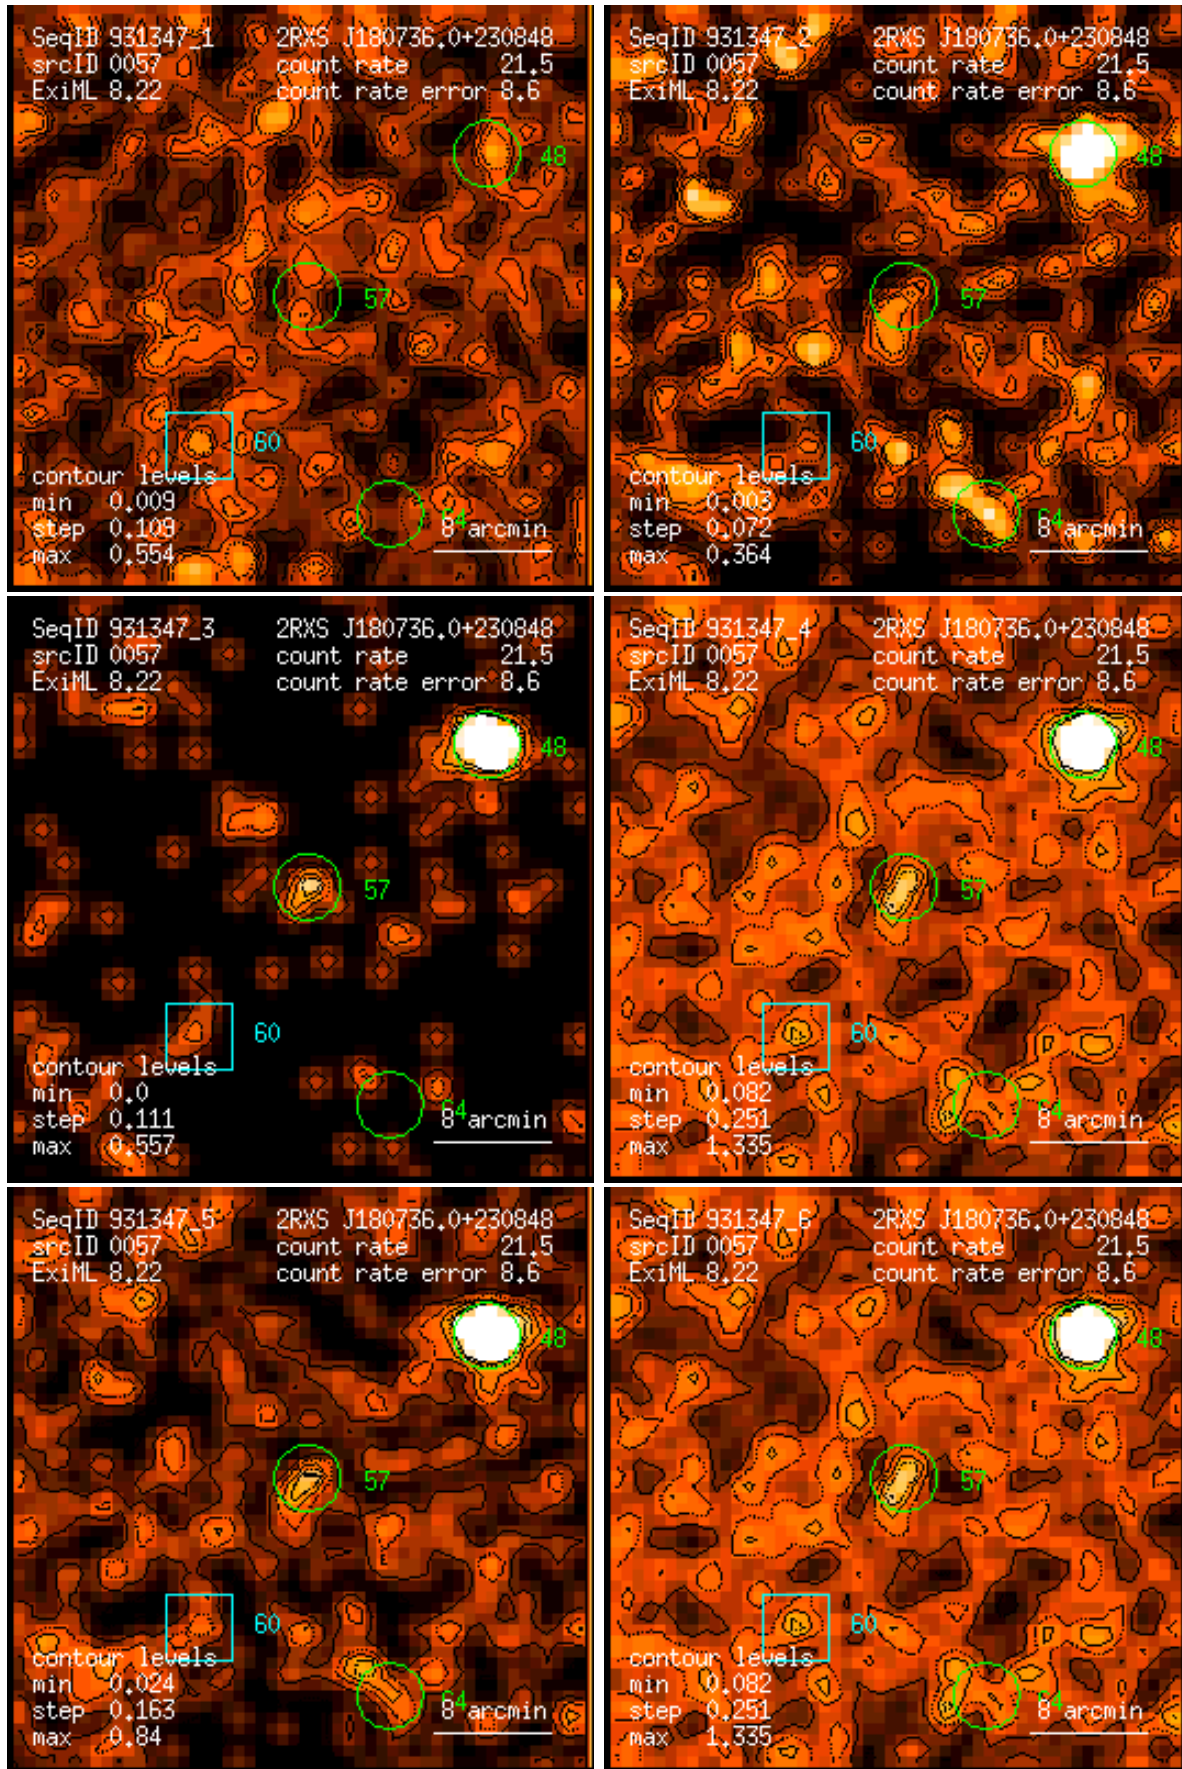 SeqID 931347_1 2RXS J180736.0+230848
srcID 0057 count rate 21.5
ExiML 8.22 count rate error 8.6
48
57
60
contour levels
min 0.009
64
step 0.109 8 arcmin
max 0.554
SeqID 931347_2 2RXS J180736.0+230848
srcID 0057 count rate 21.5
ExiML 8.22 count rate error 8.6
48
57
60
contour levels
min 0.003
64
step 0.072 8 arcmin
max 0.364
SeqID 931347_3 2RXS J180736.0+230848
srcID 0057 count rate 21.5
ExiML 8.22 count rate error 8.6
48
57
60
contour levels
min 0.0
64
step 0.111 8 arcmin
max 0.557
SeqID 931347_4 2RXS J180736.0+230848
srcID 0057 count rate 21.5
ExiML 8.22 count rate error 8.6
48
57
60
contour levels
min 0.082
64
step 0.251 8 arcmin
max 1.335
SeqID 931347_5 2RXS J180736.0+230848
srcID 0057 count rate 21.5
ExiML 8.22 count rate error 8.6
48
57
60
contour levels
min 0.024
64
step 0.163 8 arcmin
max 0.84
SeqID 931347_6 2RXS J180736.0+230848
srcID 0057 count rate 21.5
ExiML 8.22 count rate error 8.6
48
57
60
contour levels
min 0.082
64
step 0.251 8 arcmin
max 1.335